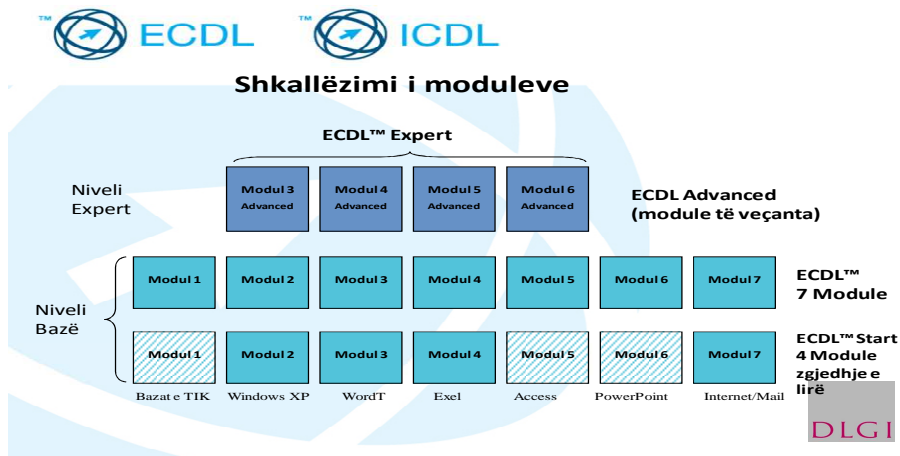 ™ ECDL ™ ICDL
Shkallëzimi i moduleve
ECDL™ Expert
Niveli
Expert
Modul 3
Advanced
Modul 4
Advanced
Modul 5
Advanced
Modul 6
Advanced
ECDL Advanced
(module të veçanta)
Niveli
Bazë
Modul 1 Modul 2 Modul 3 Modul 4 Modul 5 Modul 6 Modul 7
ECDL™
7 Module
Modul 1 Modul 2 Modul 3 Modul 4 Modul 5 Modul 6 Modul 7
ECDL™ Start
4 Module
zgjedhje e
lirë
Bazat e TIK Windows XP WordT Exel Access PowerPoint Internet/Mail
DLGI